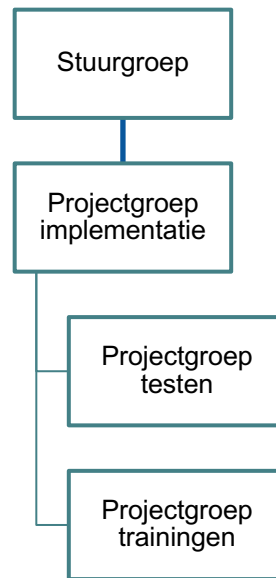 Stuurgroep
Projectgroep
implementatie
Projectgroep
testen
Projectgroep
trainingen